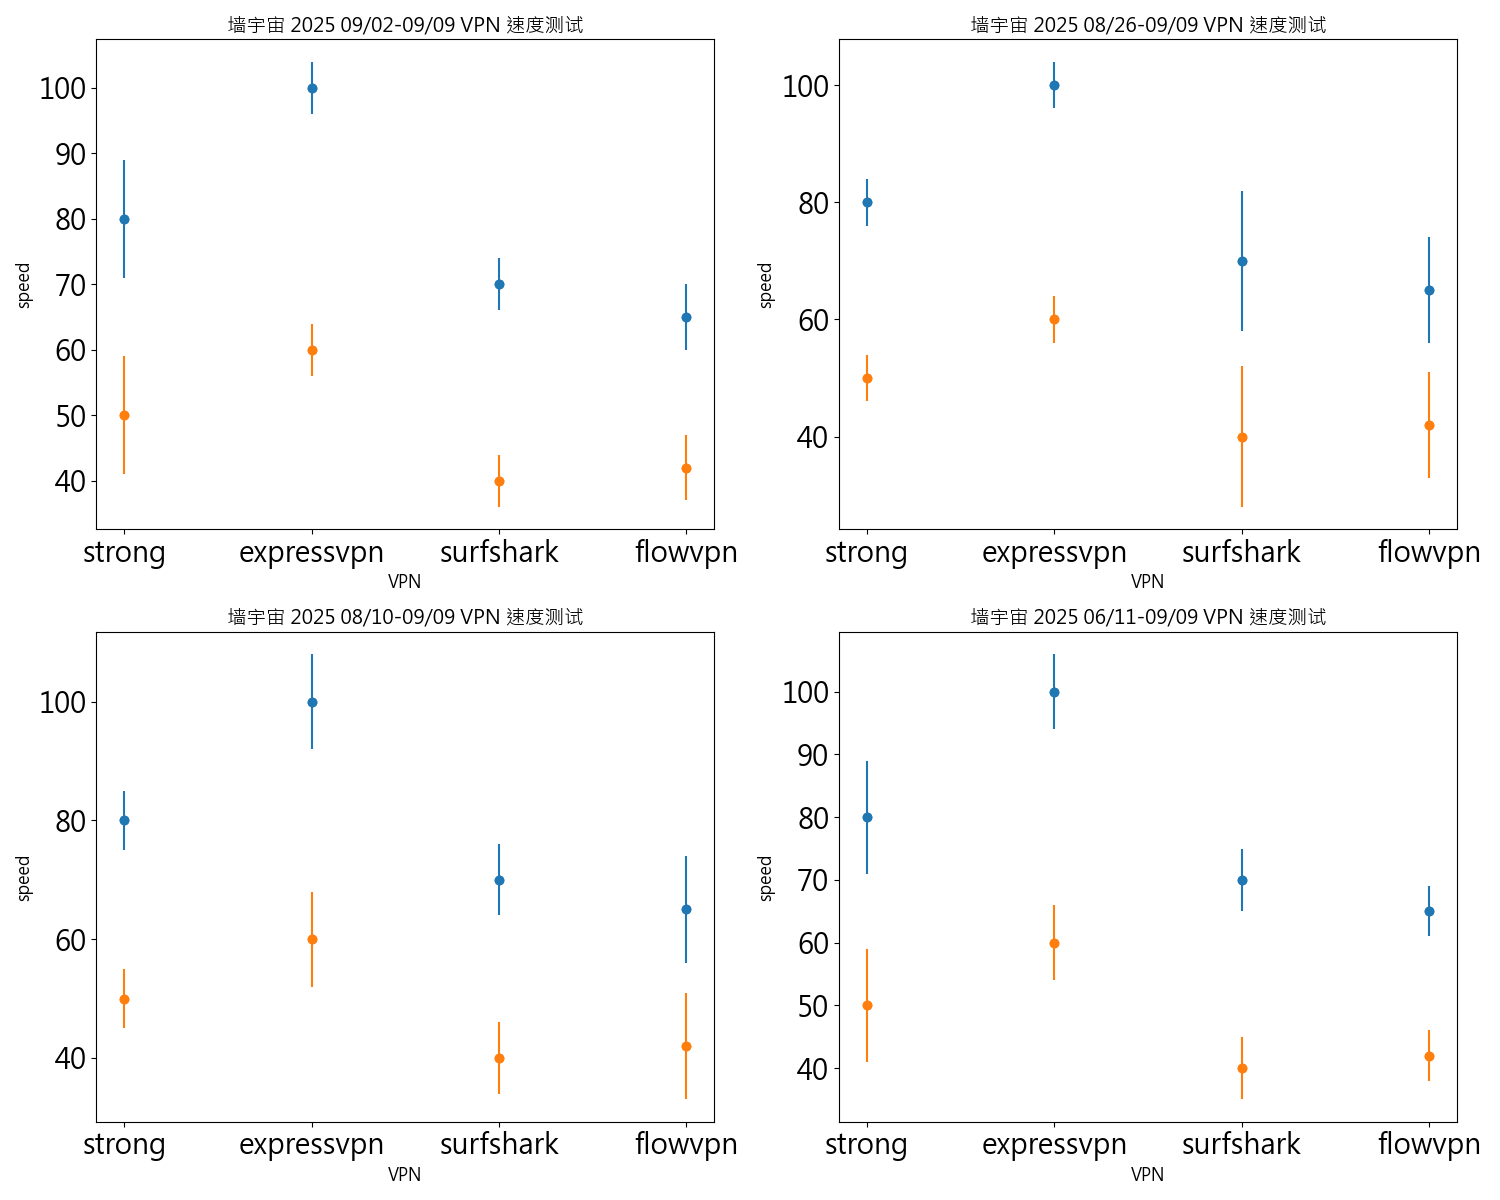 墙宇宙 2025 09/02-09/09 VPN 速度测试
100
90
80
70
60
50
40
speed
strong expressvpn surfshark flowvpn
VPN
墙宇宙 2025 08/26-09/09 VPN 速度测试
100
80
60
40
speed
strong expressvpn surfshark flowvpn
VPN
墙宇宙 2025 08/10-09/09 VPN 速度测试
100
80
60
40
speed
strong expressvpn surfshark flowvpn
VPN
墙宇宙 2025 06/11-09/09 VPN 速度测试
100
90
80
70
60
50
40
speed
strong expressvpn surfshark flowvpn
VPN